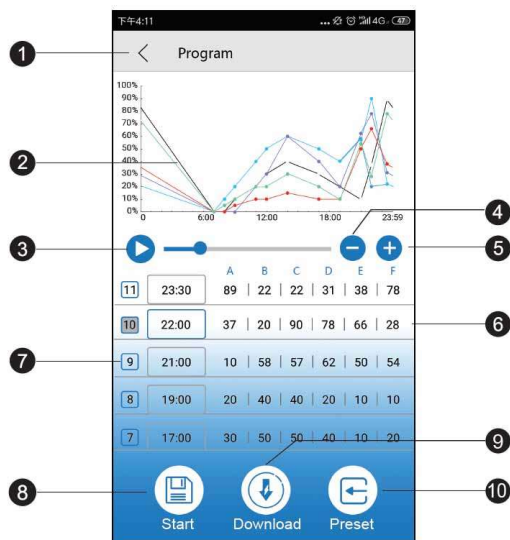 下午4:11 ... 4G 47
1 Program
100%
90%
80%
70%
60%
50%
40%
30%
20%
10%
0%
0 6:00 12:00 18:00 23:59
2
3
4
5
A B C D E F
11 23:30 89 | 22 | 22 | 31 | 38 | 78
10 22:00 37 | 20 | 90 | 78 | 66 | 28
6
7
9 21:00 10 | 58 | 57 | 62 | 50 | 54
8 19:00 20 | 40 | 40 | 20 | 10 | 10
7 17:00 30 | 50 | 50 | 40 | 10 | 20
9
8
10
Start Download Preset